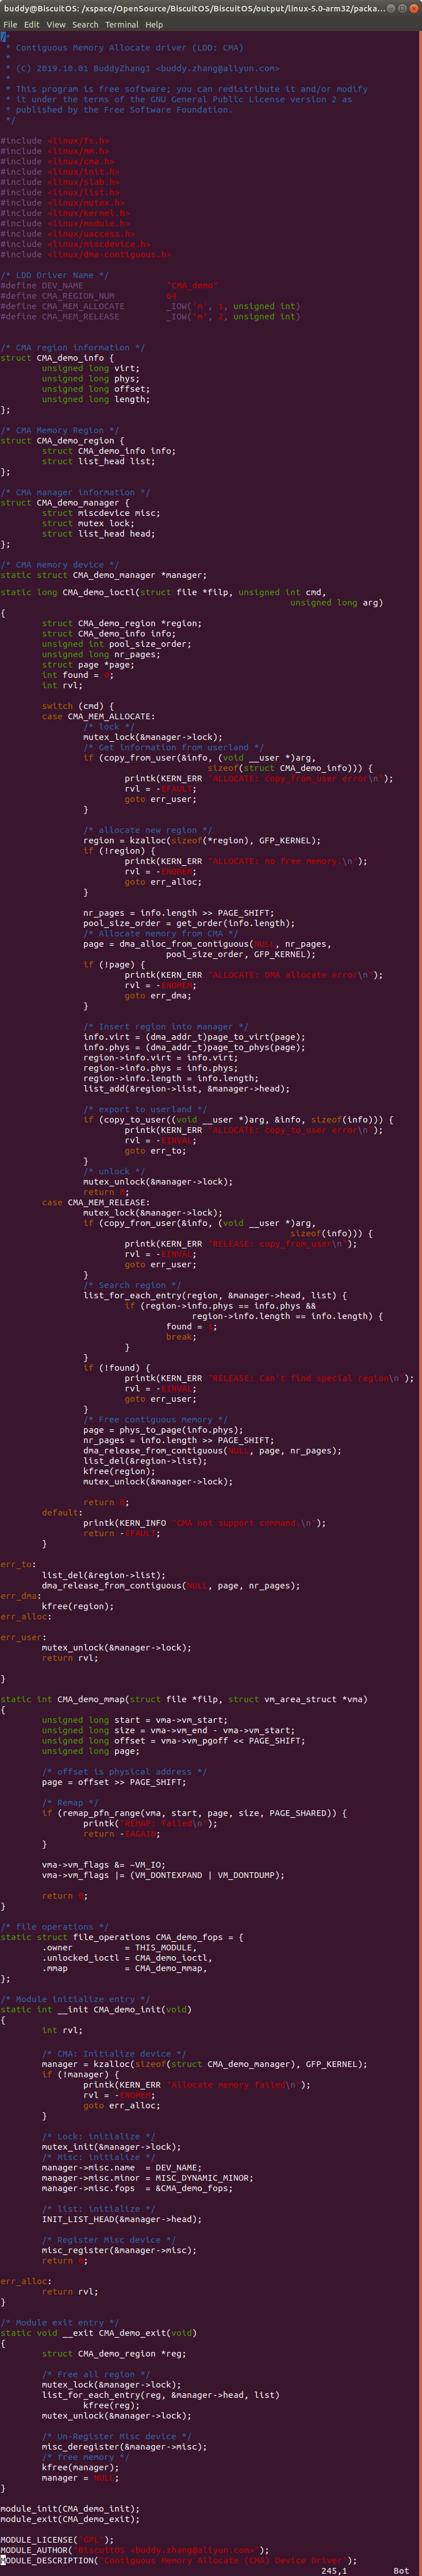 buddy@BiscuitOS: /xspace/OpenSource/BiscuitOS/BiscuitOS/output/linux-5.0-arm32/packa...
File Edit View Search Terminal Help
/*
 * Contiguous Memory Allocate driver (LDD: CMA)
 *
 * (C) 2019.10.01 BuddyZhang1 <buddy.zhang@aliyun.com>
 *
 * This program is free software; you can redistribute it and/or modify
 * it under the terms of the GNU General Public License version 2 as
 * published by the Free Software Foundation.
 */

#include <linux/fs.h>
#include <linux/mm.h>
#include <linux/cma.h>
#include <linux/init.h>
#include <linux/slab.h>
#include <linux/list.h>
#include <linux/mutex.h>
#include <linux/kernel.h>
#include <linux/module.h>
#include <linux/uaccess.h>
#include <linux/miscdevice.h>
#include <linux/dma-contiguous.h>

/* LDD Driver Name */
#define DEV_NAME                "CMA_demo"
#define CMA_REGION_NUM          64
#define CMA_MEM_ALLOCATE        _IOW('m', 1, unsigned int)
#define CMA_MEM_RELEASE         _IOW('m', 2, unsigned int)

/* CMA region information */
struct CMA_demo_info {
        unsigned long virt;
        unsigned long phys;
        unsigned long offset;
        unsigned long length;
};

/* CMA Memory Region */
struct CMA_demo_region {
        struct CMA_demo_info info;
        struct list_head list;
};

/* CMA manager information */
struct CMA_demo_manager {
        struct miscdevice misc;
        struct mutex lock;
        struct list_head head;
};

/* CMA memory device */
static struct CMA_demo_manager *manager;

static long CMA_demo_ioctl(struct file *filp, unsigned int cmd,
                                                        unsigned long arg)
{
        struct CMA_demo_region *region;
        struct CMA_demo_info info;
        unsigned int pool_size_order;
        unsigned long nr_pages;
        struct page *page;
        int found = 0;
        int rvl;

        switch (cmd) {
        case CMA_MEM_ALLOCATE:
                /* lock */
                mutex_lock(&manager->lock);
                /* Get information from userland */
                if (copy_from_user(&info, (void __user *)arg,
                                        sizeof(struct CMA_demo_info))) {
                        printk(KERN_ERR "ALLOCATE: copy_from_user error\n");
                        rvl = -EFAULT;
                        goto err_user;
                }

                /* allocate new region */
                region = kzalloc(sizeof(*region), GFP_KERNEL);
                if (!region) {
                        printk(KERN_ERR "ALLOCATE: no free memory.\n");
                        rvl = -ENOMEM;
                        goto err_alloc;
                }

                nr_pages = info.length >> PAGE_SHIFT;
                pool_size_order = get_order(info.length);
                /* Allocate memory from CMA */
                page = dma_alloc_from_contiguous(NULL, nr_pages,
                                pool_size_order, GFP_KERNEL);
                if (!page) {
                        printk(KERN_ERR "ALLOCATE: DMA allocate error\n");
                        rvl = -ENOMEM;
                        goto err_dma;
                }

                /* Insert region into manager */
                info.virt = (dma_addr_t)page_to_virt(page);
                info.phys = (dma_addr_t)page_to_phys(page);
                region->info.virt = info.virt;
                region->info.phys = info.phys;
                region->info.length = info.length;
                list_add(&region->list, &manager->head);

                /* export to userland */
                if (copy_to_user((void __user *)arg, &info, sizeof(info))) {
                        printk(KERN_ERR "ALLOCATE: copy_to_user error\n");
                        rvl = -EINVAL;
                        goto err_to;
                }
                /* unlock */
                mutex_unlock(&manager->lock);
                return 0;
        case CMA_MEM_RELEASE:
                mutex_lock(&manager->lock);
                if (copy_from_user(&info, (void __user *)arg,
                                                        sizeof(info))) {
                        printk(KERN_ERR "RELEASE: copy_from_user\n");
                        rvl = -EINVAL;
                        goto err_user;
                }
                /* Search region */
                list_for_each_entry(region, &manager->head, list) {
                        if (region->info.phys == info.phys &&
                                     region->info.length == info.length) {
                                found = 1;
                                break;
                        }
                }
                if (!found) {
                        printk(KERN_ERR "RELEASE: Can't find special region\n");
                        rvl = -EINVAL;
                        goto err_user;
                }
                /* Free contiguous memory */
                page = phys_to_page(info.phys);
                nr_pages = info.length >> PAGE_SHIFT;
                dma_release_from_contiguous(NULL, page, nr_pages);
                list_del(&region->list);
                kfree(region);
                mutex_unlock(&manager->lock);

                return 0;
        default:
                printk(KERN_INFO "CMA not support command.\n");
                return -EFAULT;
        }

err_to:
        list_del(&region->list);
        dma_release_from_contiguous(NULL, page, nr_pages);
err_dma:
        kfree(region);
err_alloc:

err_user:
        mutex_unlock(&manager->lock);
        return rvl;

}

static int CMA_demo_mmap(struct file *filp, struct vm_area_struct *vma)
{
        unsigned long start = vma->vm_start;
        unsigned long size = vma->vm_end - vma->vm_start;
        unsigned long offset = vma->vm_pgoff << PAGE_SHIFT;
        unsigned long page;

        /* offset is physical address */
        page = offset >> PAGE_SHIFT;

        /* Remap */
        if (remap_pfn_range(vma, start, page, size, PAGE_SHARED)) {
                printk("REMAP: failed\n");
                return -EAGAIN;
        }

        vma->vm_flags &= ~VM_IO;
        vma->vm_flags |= (VM_DONTEXPAND | VM_DONTDUMP);

        return 0;
}

/* file operations */
static struct file_operations CMA_demo_fops = {
        .owner          = THIS_MODULE,
        .unlocked_ioctl = CMA_demo_ioctl,
        .mmap           = CMA_demo_mmap,
};

/* Module initialize entry */
static int __init CMA_demo_init(void)
{
        int rvl;

        /* CMA: Initialize device */
        manager = kzalloc(sizeof(struct CMA_demo_manager), GFP_KERNEL);
        if (!manager) {
                printk(KERN_ERR "Allocate memory failed\n");
                rvl = -ENOMEM;
                goto err_alloc;
        }

        /* Lock: initialize */
        mutex_init(&manager->lock);
        /* Misc: initialize */
        manager->misc.name  = DEV_NAME;
        manager->misc.minor = MISC_DYNAMIC_MINOR;
        manager->misc.fops  = &CMA_demo_fops;

        /* list: initialize */
        INIT_LIST_HEAD(&manager->head);

        /* Register Misc device */
        misc_register(&manager->misc);
        return 0;

err_alloc:
        return rvl;
}

/* Module exit entry */
static void __exit CMA_demo_exit(void)
{
        struct CMA_demo_region *reg;

        /* Free all region */
        mutex_lock(&manager->lock);
        list_for_each_entry(reg, &manager->head, list)
                kfree(reg);
        mutex_unlock(&manager->lock);

        /* Un-Register Misc device */
        misc_deregister(&manager->misc);
        /* free memory */
        kfree(manager);
        manager = NULL;
}

module_init(CMA_demo_init);
module_exit(CMA_demo_exit);

MODULE_LICENSE("GPL");
MODULE_AUTHOR("BiscuitOS <buddy.zhang@aliyun.com>");
MODULE_DESCRIPTION("Contiguous Memory Allocate (CMA) Device Driver");
245,1 Bot